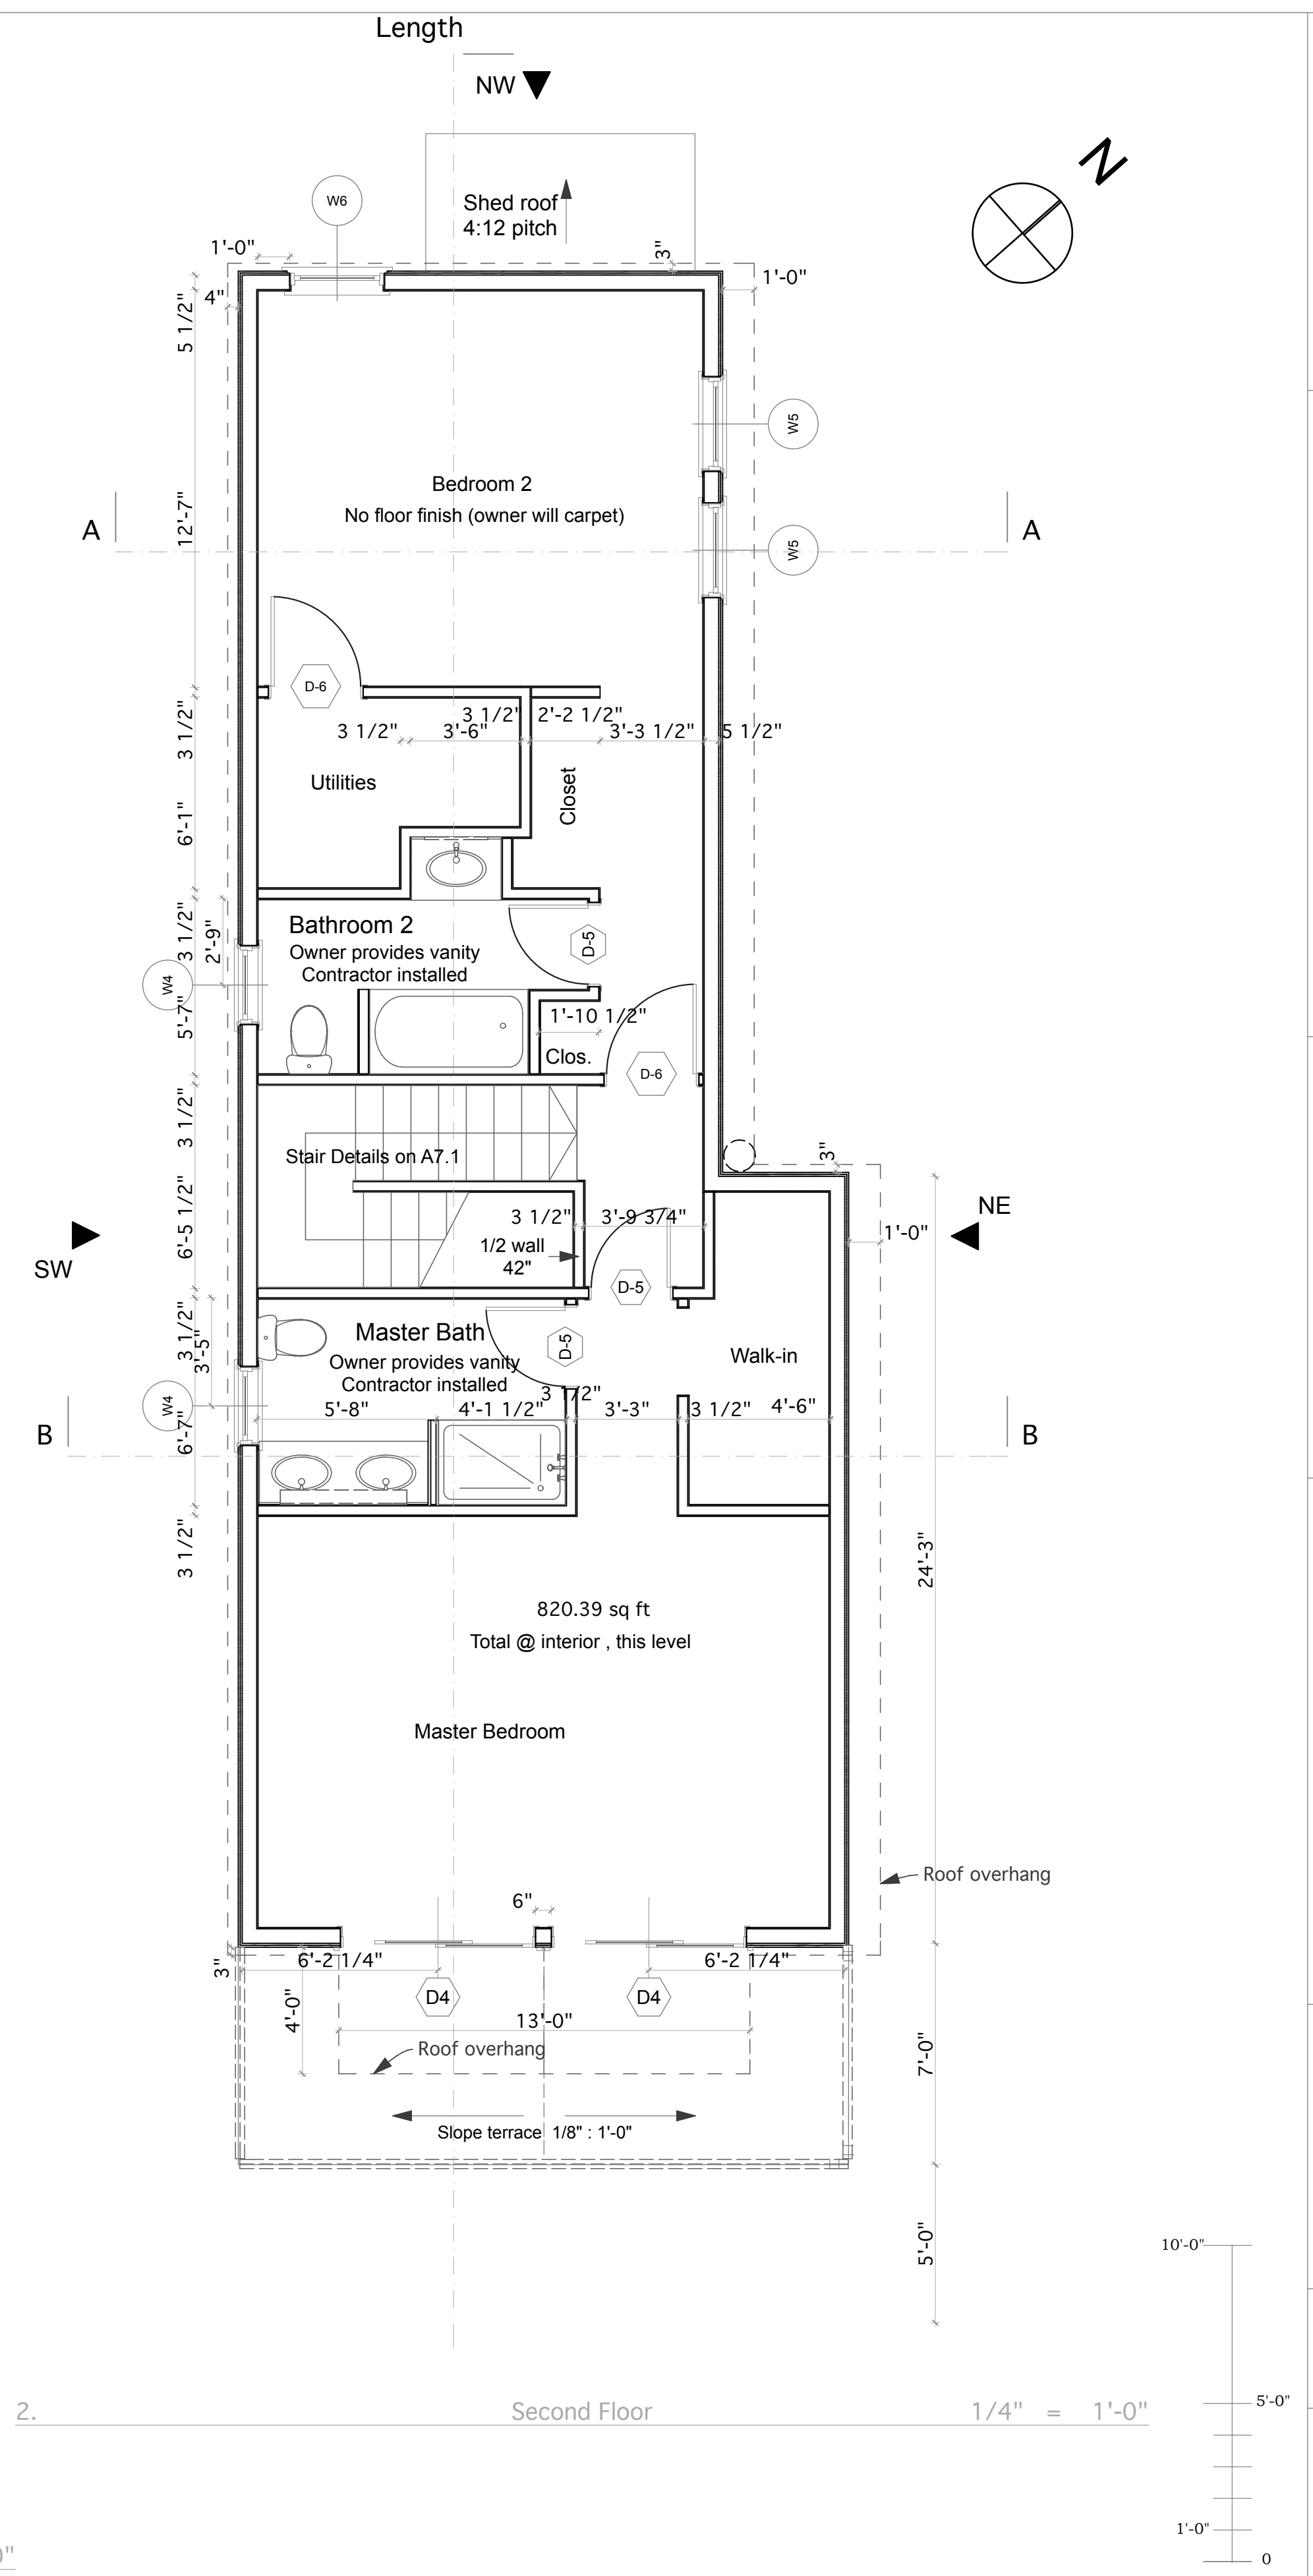 Length
NW
N
W6
Shed roof
4:12 pitch
1'-0"
3"
1'-0"
4"
5 1/2"
W5
Bedroom 2
No floor finish (owner will carpet)
A
12'-7"
A
W5
D-6
3 1/2"
3 1/2"
3 1/2"
3'-6"
2'-2 1/2"
3'-3 1/2"
5 1/2"
Utilities
Closet
6'-1"
Bathroom 2
Owner provides vanity
Contractor installed
3 1/2"
2'-9"
D-5
W4
5'-7"
1'-10 1/2"
Clos.
D-6
3 1/2"
Stair Details on A7.1
3"
NE
SW
6'-5 1/2"
3 1/2"
3'-9 3/4"
1'-0"
1/2 wall
42"
D-5
3 1/2"
3'-5"
Master Bath
Owner provides vanity
Contractor installed
D-5
Walk-in
W4
B
6'-7"
5'-8"
4'-1 1/2"
3 1/2"
3'-3"
3 1/2"
4'-6"
B
3 1/2"
24'-3"
820.39 sq ft
Total @ interior , this level
Master Bedroom
Roof overhang
6"
3"
6'-2 1/4"
6'-2 1/4"
4'-0"
D4
D4
13'-0"
Roof overhang
7'-0"
Slope terrace 1/8" : 1'-0"
5'-0"
10'-0"
5'-0"
2.
Second Floor
1/4" = 1'-0"
1'-0"
0